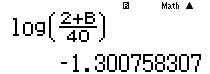 R Math ▲
log(2+B/40)
-1.300758307